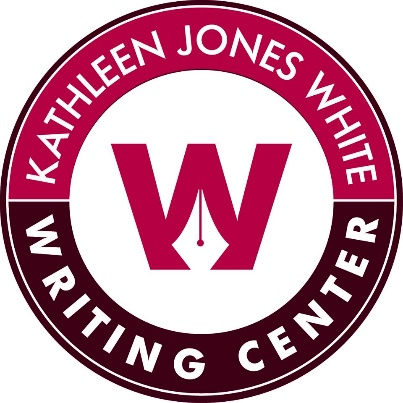 KATHLEEN JONES WHITE
W
WRITING CENTER